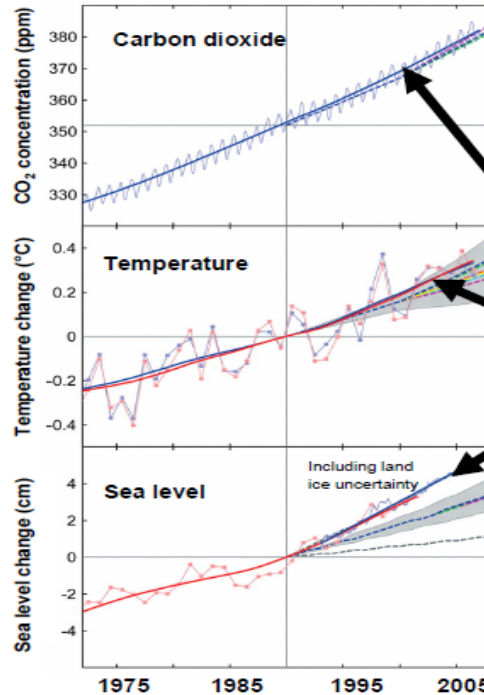 CO₂ concentration (ppm)
380
370
360
350
340
330
Carbon dioxide
Temperature change (°C)
0.4
0.2
0
-0.2
-0.4
Temperature
Sea level change (cm)
4
2
0
-2
-4
Sea level
Including land
ice uncertainty
1975 1985 1995 2005